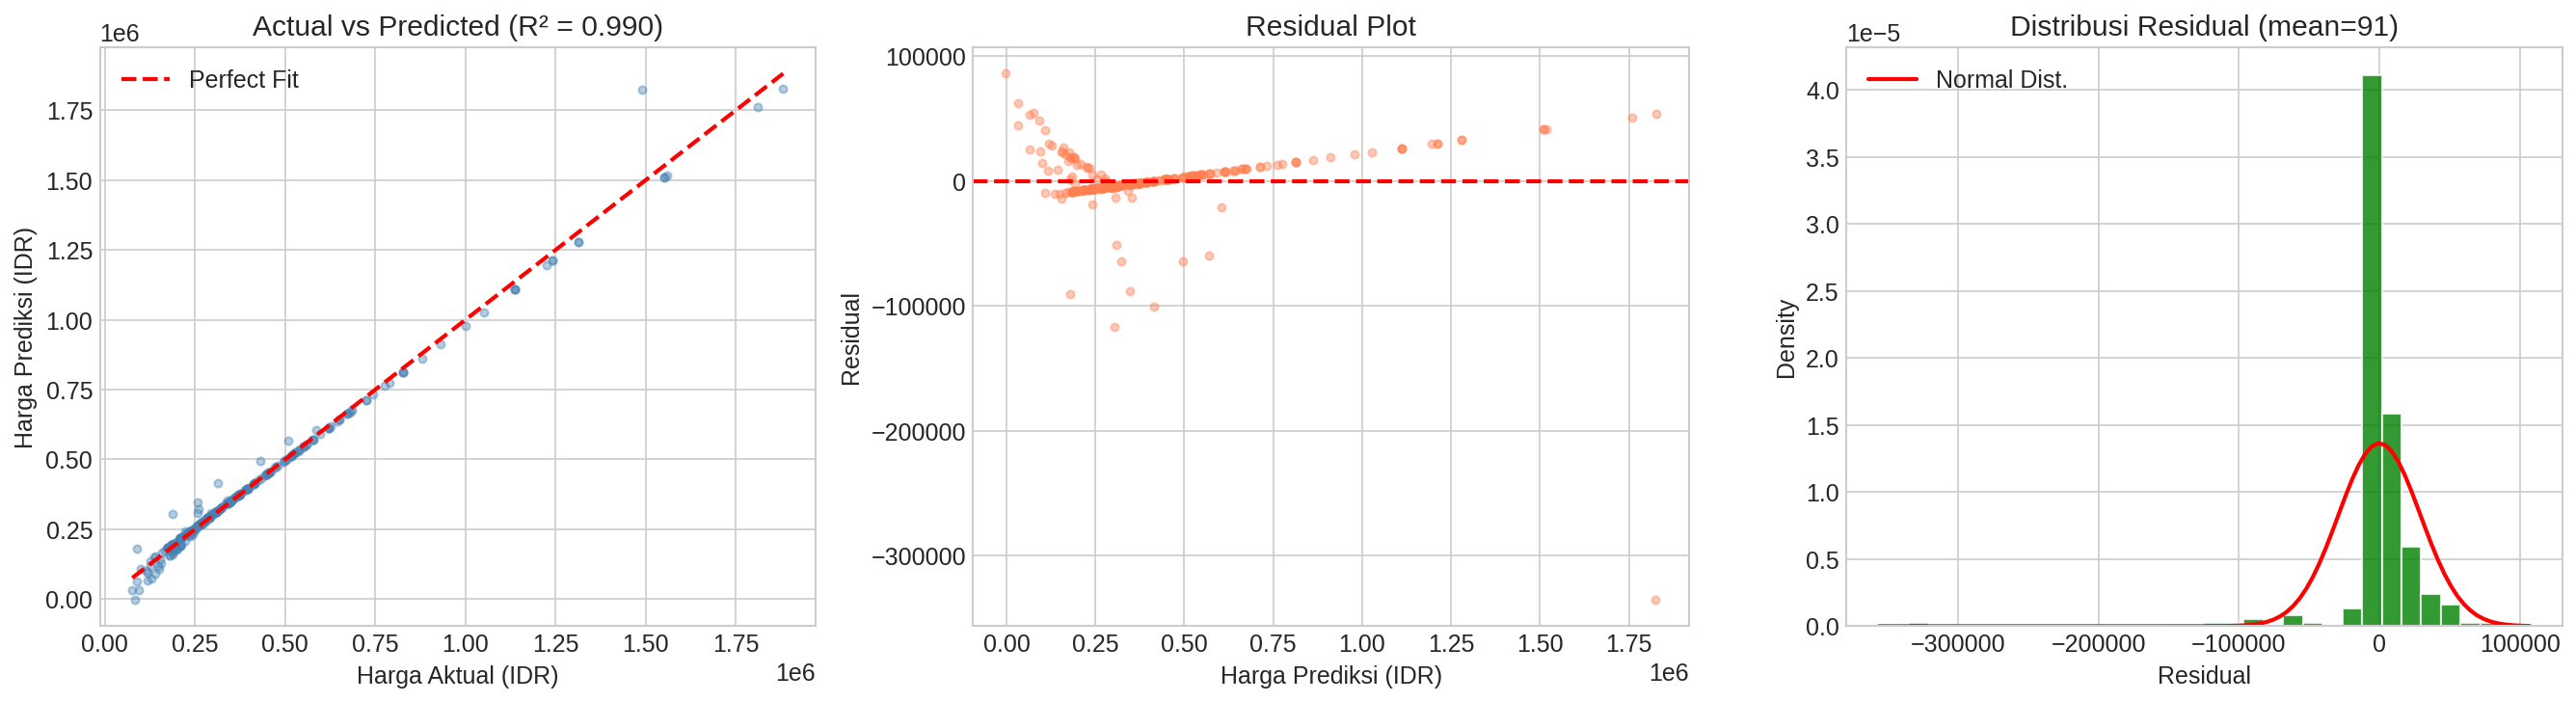 Actual vs Predicted (R² = 0.990)
1e6
Perfect Fit
1.75
1.50
1.25
1.00
0.75
0.50
0.25
0.00
Harga Prediksi (IDR)
0.00 0.25 0.50 0.75 1.00 1.25 1.50 1.75
1e6
Harga Aktual (IDR)
Residual Plot
100000
0
−100000
−200000
−300000
Residual
0.00 0.25 0.50 0.75 1.00 1.25 1.50 1.75
1e6
Harga Prediksi (IDR)
Distribusi Residual (mean=91)
1e−5
Normal Dist.
4.0
3.5
3.0
2.5
2.0
1.5
1.0
0.5
0.0
Density
−300000 −200000 −100000 0 100000
Residual